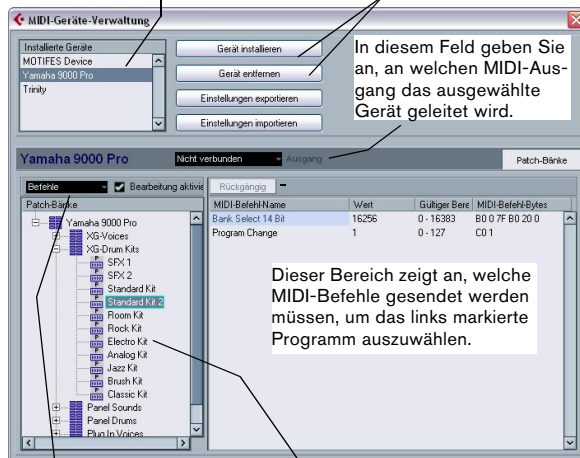 MIDI-Geräte-Verwaltung
Installierte Geräte
MOTIFES Device
Yamaha 9000 Pro
Trinity
Gerät installieren
Gerät entfernen
Einstellungen exportieren
Einstellungen importieren
In diesem Feld geben Sie
an, an welchen MIDI-Aus-
gang das ausgewählte
Gerät geleitet wird.
Yamaha 9000 Pro
Nicht verbunden
Ausgang
Patch-Bänke
Befehle
Bearbeitung aktivie
Rückgängig
Patch-Bänke
Yamaha 9000 Pro
XG-Voices
XG-Drum Kits
SFX 1
SFX 2
Standard Kit
Standard Kit 2
Room Kit
Rock Kit
Electro Kit
Analog Kit
Jazz Kit
Brush Kit
Classic Kit
Panel Sounds
Panel Drums
Plug In Voices
MIDI-Befehl-Name Wert Gültiger Bere MIDI-Befehl-Bytes
Bank Select 14 Bit 16256 0 - 16383 B0 0 7F B0 20 0
Program Change 1 0 - 127 C0 1
Dieser Bereich zeigt an, welche
MIDI-Befehle gesendet werden
müssen, um das links markierte
Programm auszuwählen.